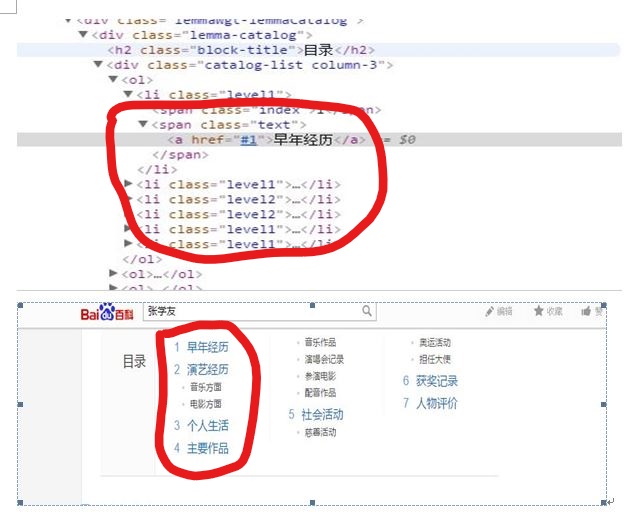 <div class="lemmaWgt-lemmaCatalog">
▼<div class="lemma-catalog">
<h2 class="block-title">目录</h2>
▼<div class="catalog-list column-3">
▼<ol>
▼<li class="level1">
<span class="index">1</span>
▼<span class="text">
<a href="#1">早年经历</a> = $0
</span>
</li>
▶<li class="level1">…</li>
▶<li class="level2">…</li>
▶<li class="level2">…</li>
▶<li class="level1">…</li>
▶<li class="level1">…</li>
</ol>
▶<ol>…</ol>
Bai百科 张学友 编辑 收藏 赞
目录
1 早年经历
2 演艺经历
· 音乐方面
· 电影方面
3 个人生活
4 主要作品
· 音乐作品
· 演唱会记录
· 参演电影
· 配音作品
5 社会活动
· 慈善活动
· 奥运活动
· 担任大使
6 获奖记录
7 人物评价